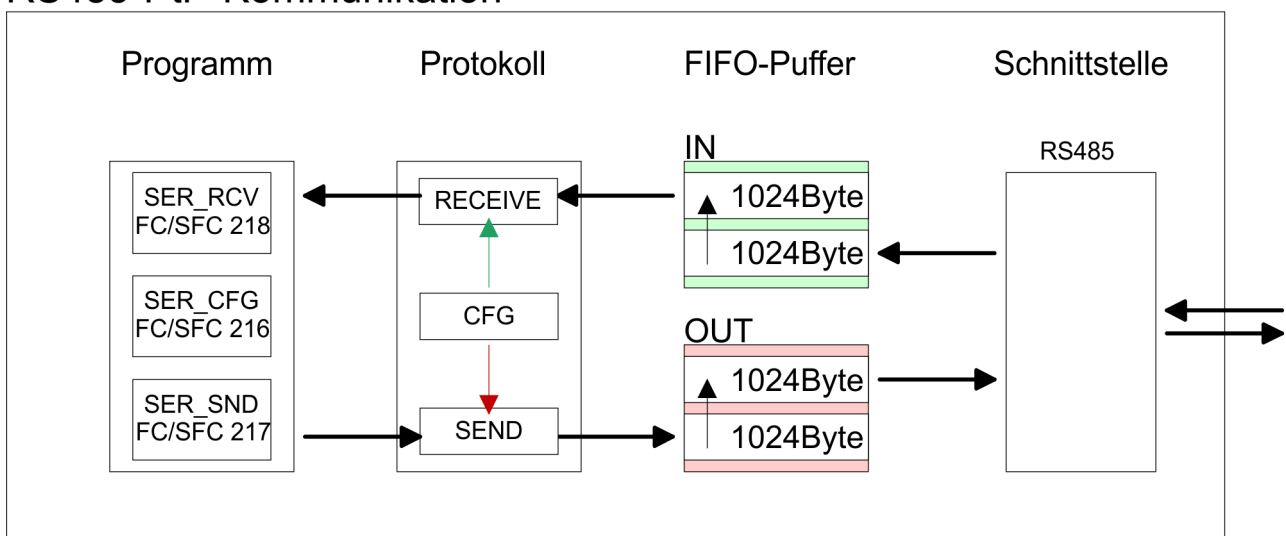 Programm
Protokoll
FIFO-Puffer
Schnittstelle
IN
RS485
SER_RCV
FC/SFC 218
RECEIVE
1024Byte
1024Byte
SER_CFG
FC/SFC 216
CFG
OUT
SER_SND
FC/SFC 217
SEND
1024Byte
1024Byte